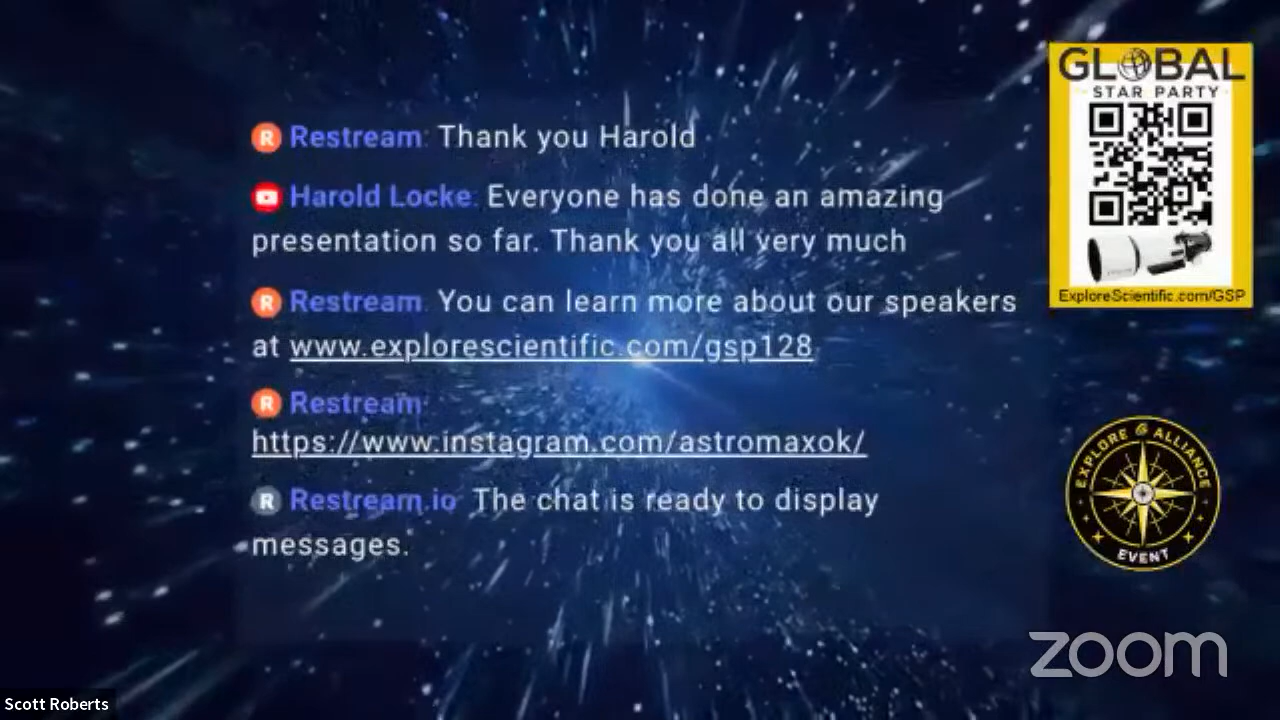 Restream: Thank you Harold
Harold Locke: Everyone has done an amazing
presentation so far. Thank you all very much
Restream: You can learn more about our speakers
at www.explorescientific.com/gsp128
Restream:
https://www.instagram.com/astromaxok/
Restream.io: The chat is ready to display
messages.
GLOBAL
STAR PARTY
ExploreScientific.com/GSP
EXPLORE ALLIANCE
EVENT
zoom
Scott Roberts